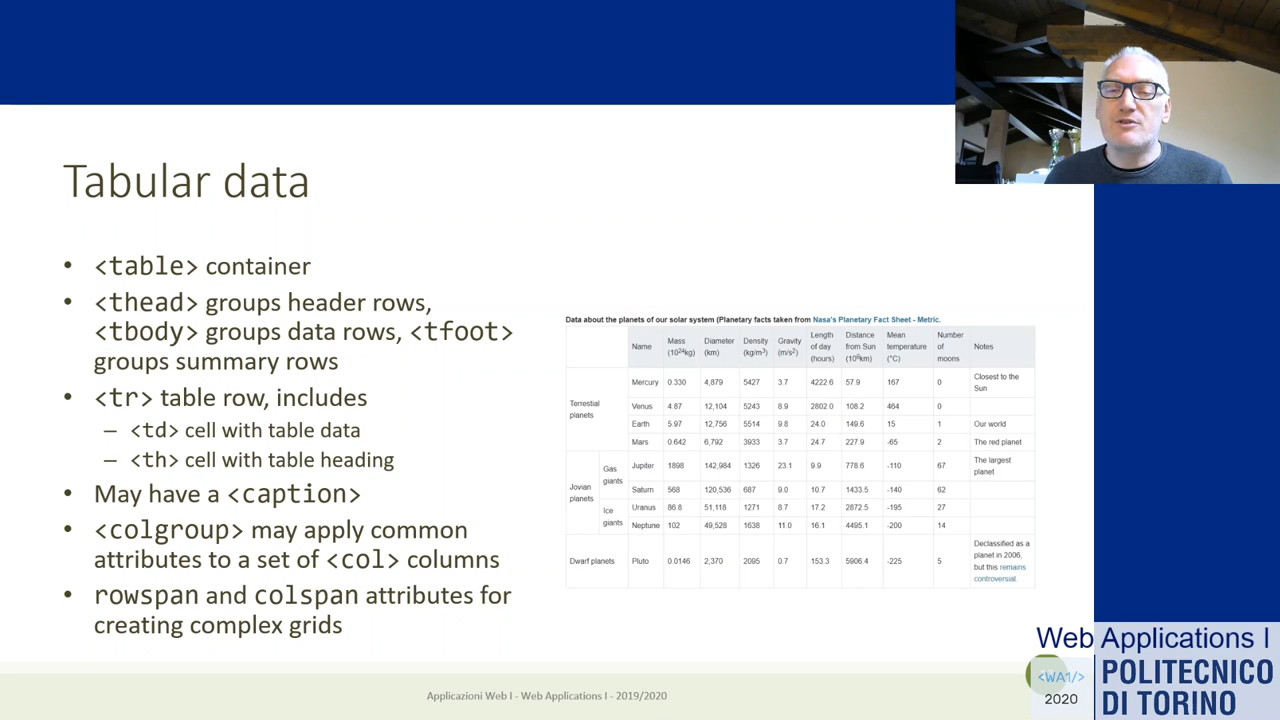 Tabular data
• <table> container
• <thead> groups header rows,
<tbody> groups data rows, <tfoot>
groups summary rows
• <tr> table row, includes
– <td> cell with table data
– <th> cell with table heading
• May have a <caption>
• <colgroup> may apply common
attributes to a set of <col> columns
• rowspan and colspan attributes for
creating complex grids
Data about the planets of our solar system (Planetary facts taken from Nasa's Planetary Fact Sheet - Metric.
Name Mass (10²⁴kg) Diameter (km) Density (kg/m³) Gravity (m/s²) Length of day (hours) Distance from Sun (10⁶km) Mean temperature (°C) Number of moons Notes
Terrestial planets Mercury 0.330 4,879 5427 3.7 4222.6 57.9 167 0 Closest to the Sun
Venus 4.87 12,104 5243 8.9 2802.0 108.2 464 0
Earth 5.97 12,756 5514 9.8 24.0 149.6 15 1 Our world
Mars 0.642 6,792 3933 3.7 24.7 227.9 -65 2 The red planet
Jovian planets Gas giants Jupiter 1898 142,984 1326 23.1 9.9 778.6 -110 67 The largest planet
Saturn 568 120,536 687 9.0 10.7 1433.5 -140 62
Ice giants Uranus 86.8 51,118 1271 8.7 17.2 2872.5 -195 27
Neptune 102 49,528 1638 11.0 16.1 4495.1 -200 14
Dwarf planets Pluto 0.0146 2,370 2095 0.7 153.3 5906.4 -225 5 Declassified as a planet in 2006, but this remains controversial.
Applicazioni Web I - Web Applications I - 2019/2020
Web Applications I
<WA1/>
2020
POLITECNICO
DI TORINO